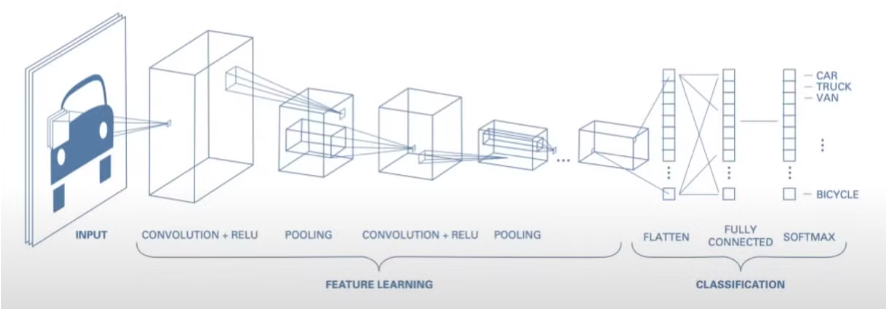 CAR
TRUCK
VAN
BICYCLE
INPUT
CONVOLUTION + RELU
POOLING
CONVOLUTION + RELU
POOLING
FLATTEN
FULLY
CONNECTED
SOFTMAX
FEATURE LEARNING
CLASSIFICATION